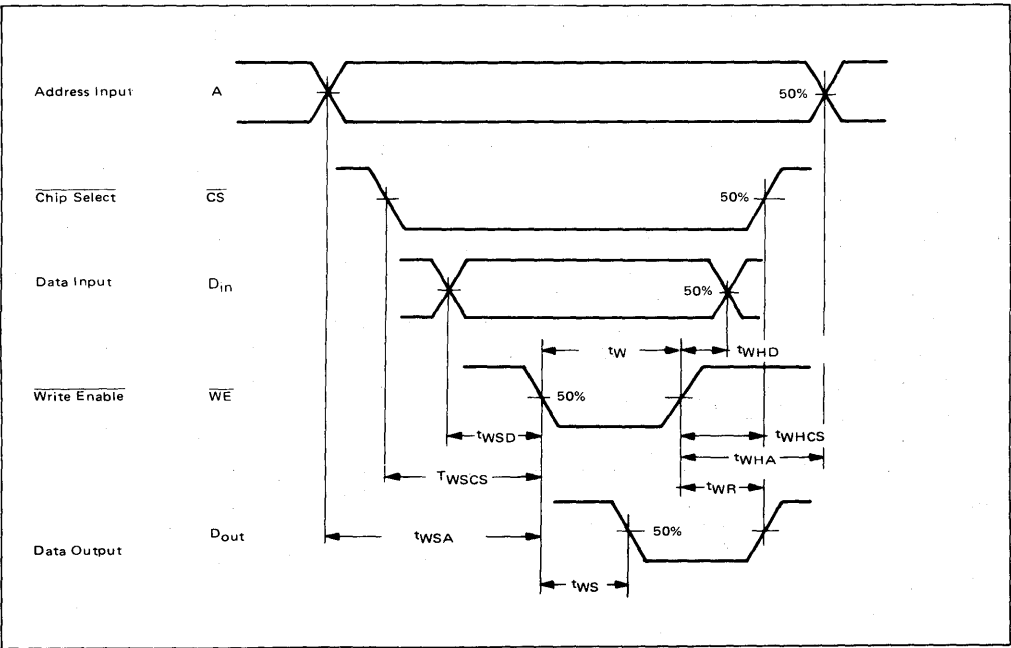 Address Input A 50%
Chip Select CS 50%
Data Input Din 50%
tW tWHD
Write Enable WE 50%
tWSD tWHCS
tWHA
TWSCS tWR
Dout 50%
tWSA
Data Output
tWS